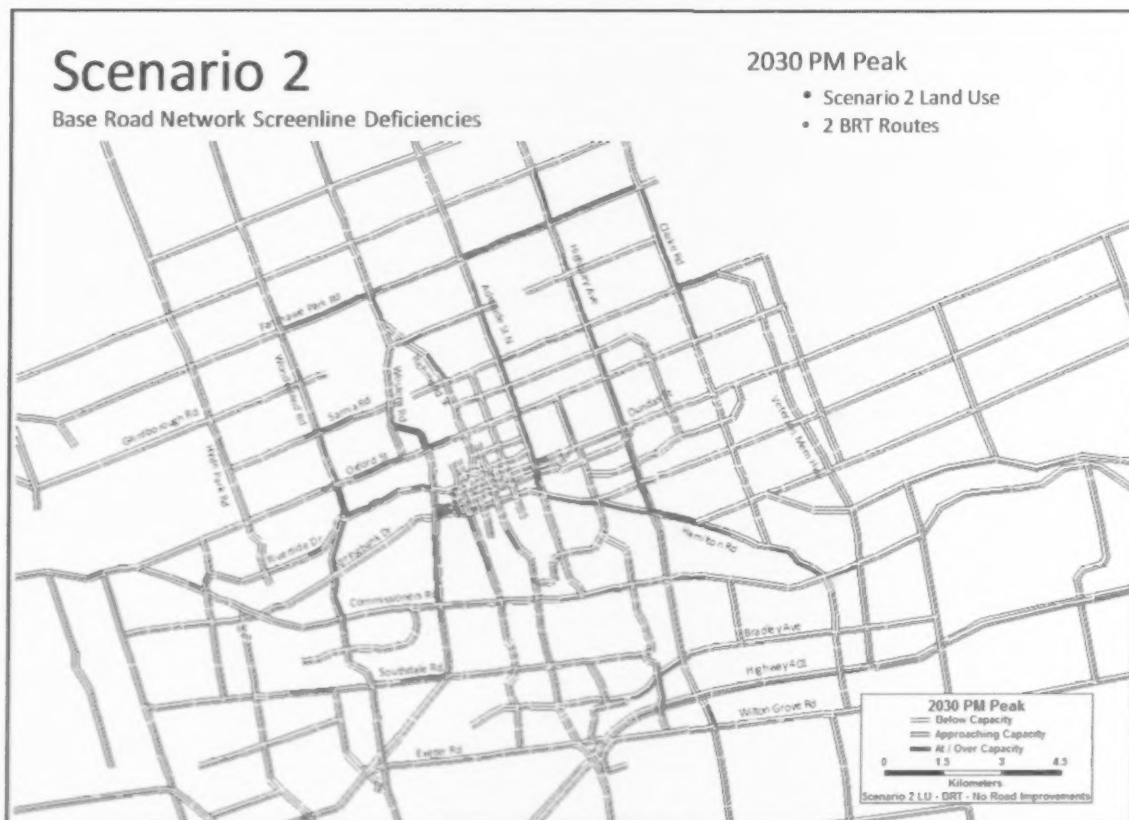 Scenario 2
Base Road Network Screenline Deficiencies
2030 PM Peak
• Scenario 2 Land Use
• 2 BRT Routes
Clarke Rd
Highbury Ave
Adelaide St N
Fanshawe Park Rd
Wonderland Rd
Sarnia Rd
Dundas St
Gainsborough Rd
Oxford St
Hyde Park Rd
Riverside Dr
Springbank Dr
Hamilton Rd
Commissioners Rd
Bradley Ave
Southdale Rd
Highway 401
Wilton Grove Rd
Exeter Rd
2030 PM Peak
Below Capacity
Approaching Capacity
At / Over Capacity
0 1.5 3 4.5
Kilometers
Scenario 2 LU - BRT - No Road Improvements